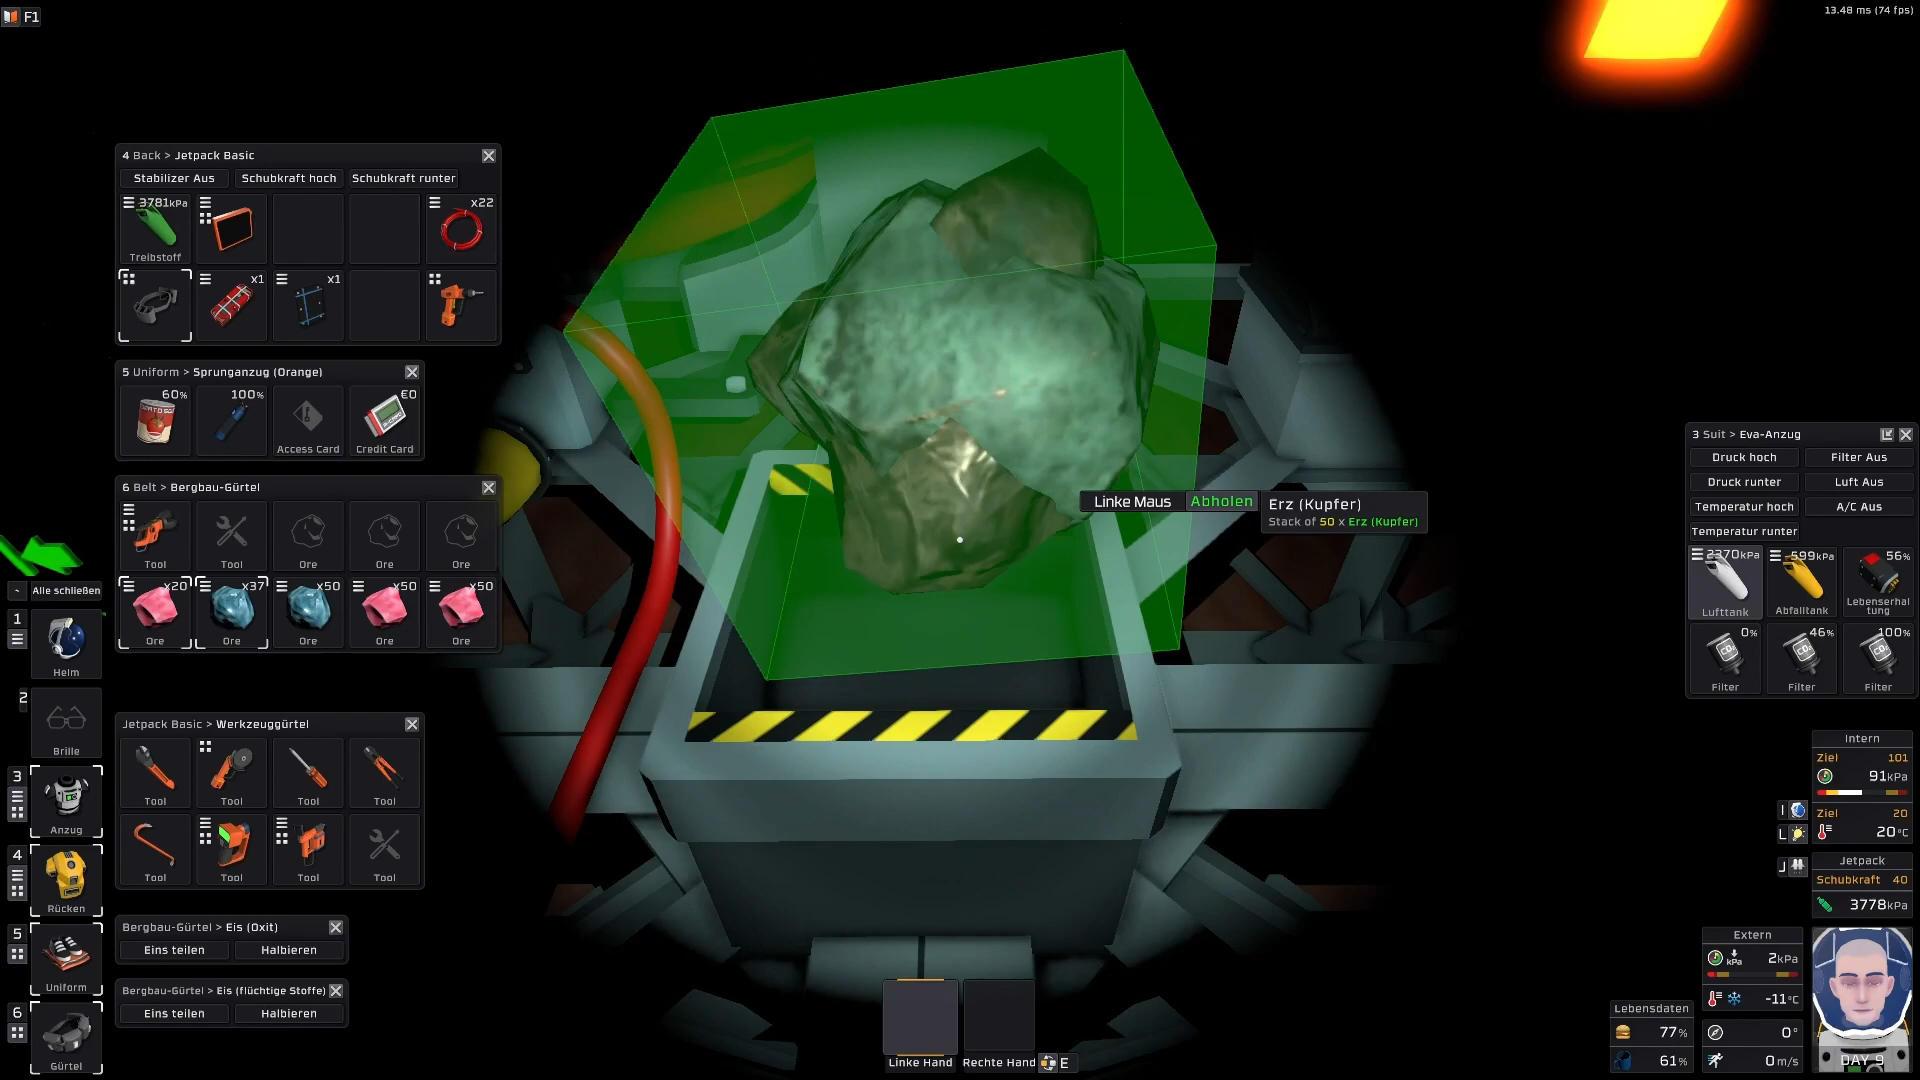 F1
13.48 ms (74 fps)
4 Back > Jetpack Basic
Stabilizer Aus
Schubkraft hoch
Schubkraft runter
3781kPa
x22
Treibstoff
x1
x1
5 Uniform > Sprunganzug (Orange)
60%
100%
€0
Access Card
Credit Card
6 Belt > Bergbau-Gürtel
Tool
Tool
Ore
Ore
Ore
x20
x37
x50
x50
x50
Ore
Ore
Ore
Ore
Ore
~
Alle schließen
1
Helm
2
Brille
3
Anzug
4
Rücken
5
Uniform
6
Gürtel
Jetpack Basic > Werkzeuggürtel
Tool
Tool
Tool
Tool
Tool
Tool
Tool
Tool
Bergbau-Gürtel > Eis (Oxit)
Eins teilen
Halbieren
Bergbau-Gürtel > Eis (flüchtige Stoffe)
Eins teilen
Halbieren
Linke Maus
Abholen
Erz (Kupfer)
Stack of 50 x Erz (Kupfer)
Linke Hand
Rechte Hand
E
3 Suit > Eva-Anzug
Druck hoch
Filter Aus
Druck runter
Luft Aus
Temperatur hoch
A/C Aus
Temperatur runter
2370kPa
599kPa
56%
Lufttank
Abfalltank
Lebenserhal
tung
0%
46%
100%
Filter
Filter
Filter
Intern
Ziel 101
91kPa
Ziel 20
20°C
I
L
J
Jetpack
Schubkraft 40
3778kPa
Extern
kPa
2kPa
-11°C
0°
0m/s
Lebensdaten
77%
61%
DAY 9